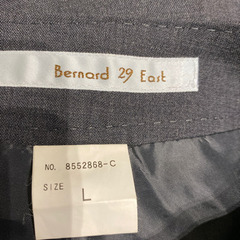 Bernard 29 East
NO. 8552868-C
SIZE
L